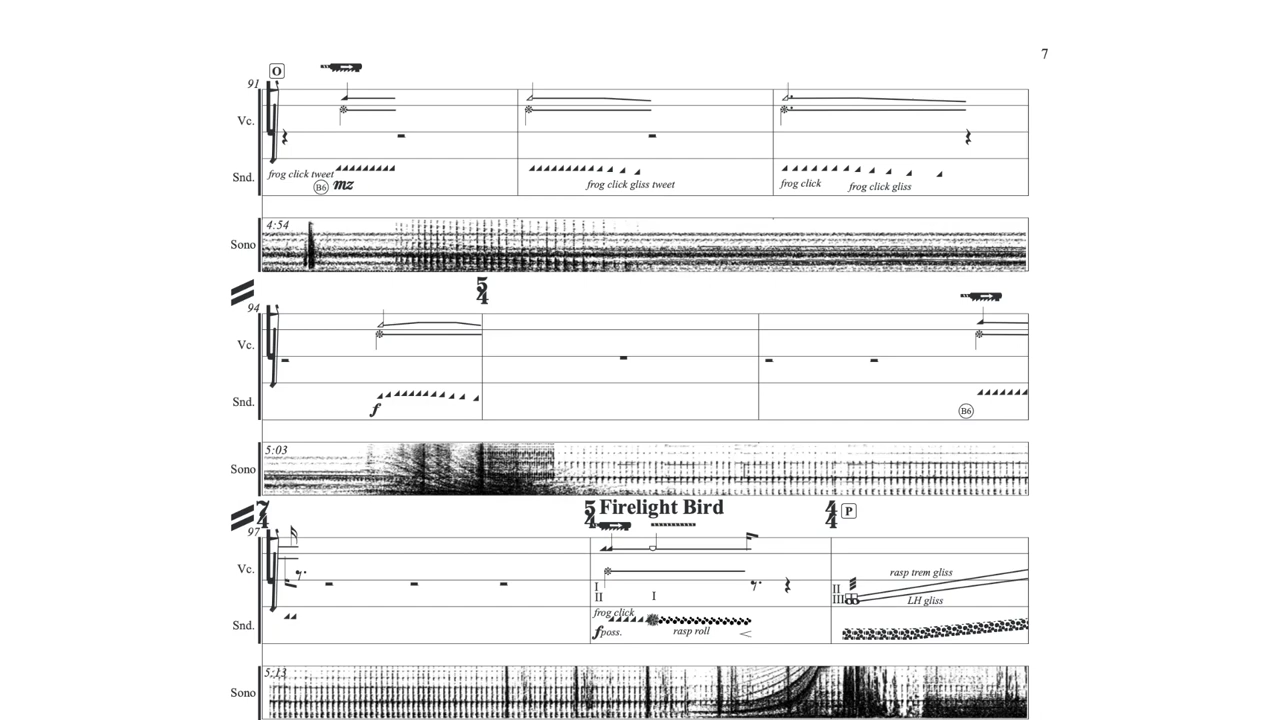 7
O
91
Vc.
Snd.
frog click tweet
B6 mz
frog click gliss tweet
frog click
frog click gliss
Sono
4:54
5
4
94
Vc.
Snd.
f
B6
Sono
5:03
7
4
5
4
Firelight Bird
4
4
P
97
Vc.
I
II
I
II
III
rasp trem gliss
LH gliss
Snd.
frog click
fposs.
rasp roll
Sono
5:13